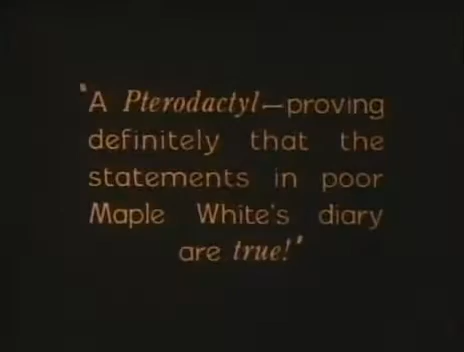 "A Pterodactyl—proving
definitely that the
statements in poor
Maple White's diary
are true!"